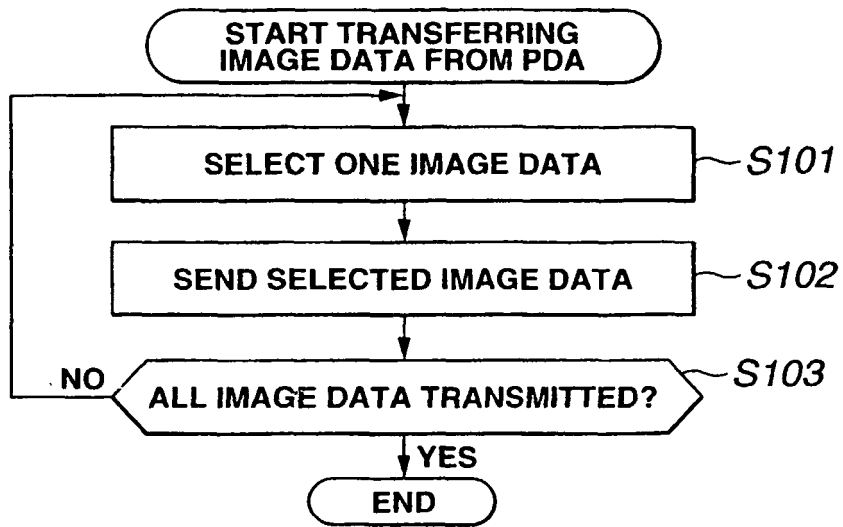 START TRANSFERRING
IMAGE DATA FROM PDA
SELECT ONE IMAGE DATA
S101
SEND SELECTED IMAGE DATA
S102
ALL IMAGE DATA TRANSMITTED?
S103
NO
YES
END